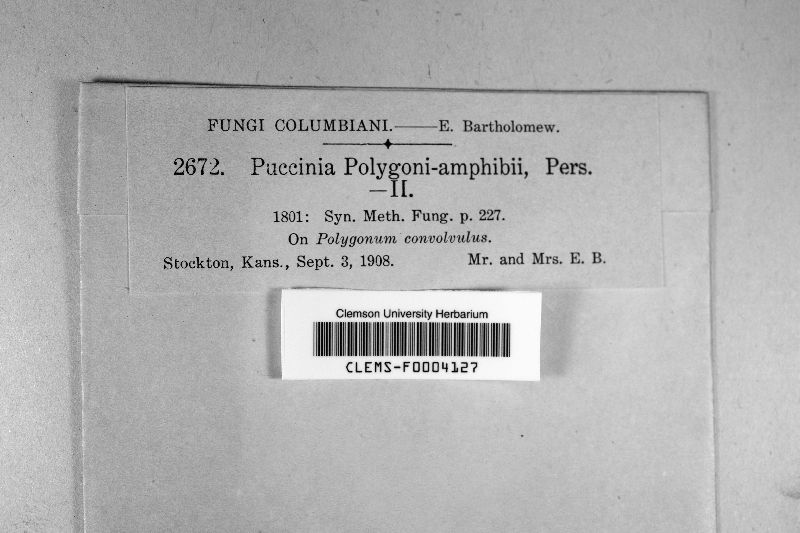 FUNGI COLUMBIANI.——E. Bartholomew.
2672. Puccinia Polygoni-amphibii, Pers.
—II.
1801: Syn. Meth. Fung. p. 227.
On Polygonum convolvulus.
Stockton, Kans., Sept. 3, 1908. Mr. and Mrs. E. B.
Clemson University Herbarium
CLEMS-F0004127